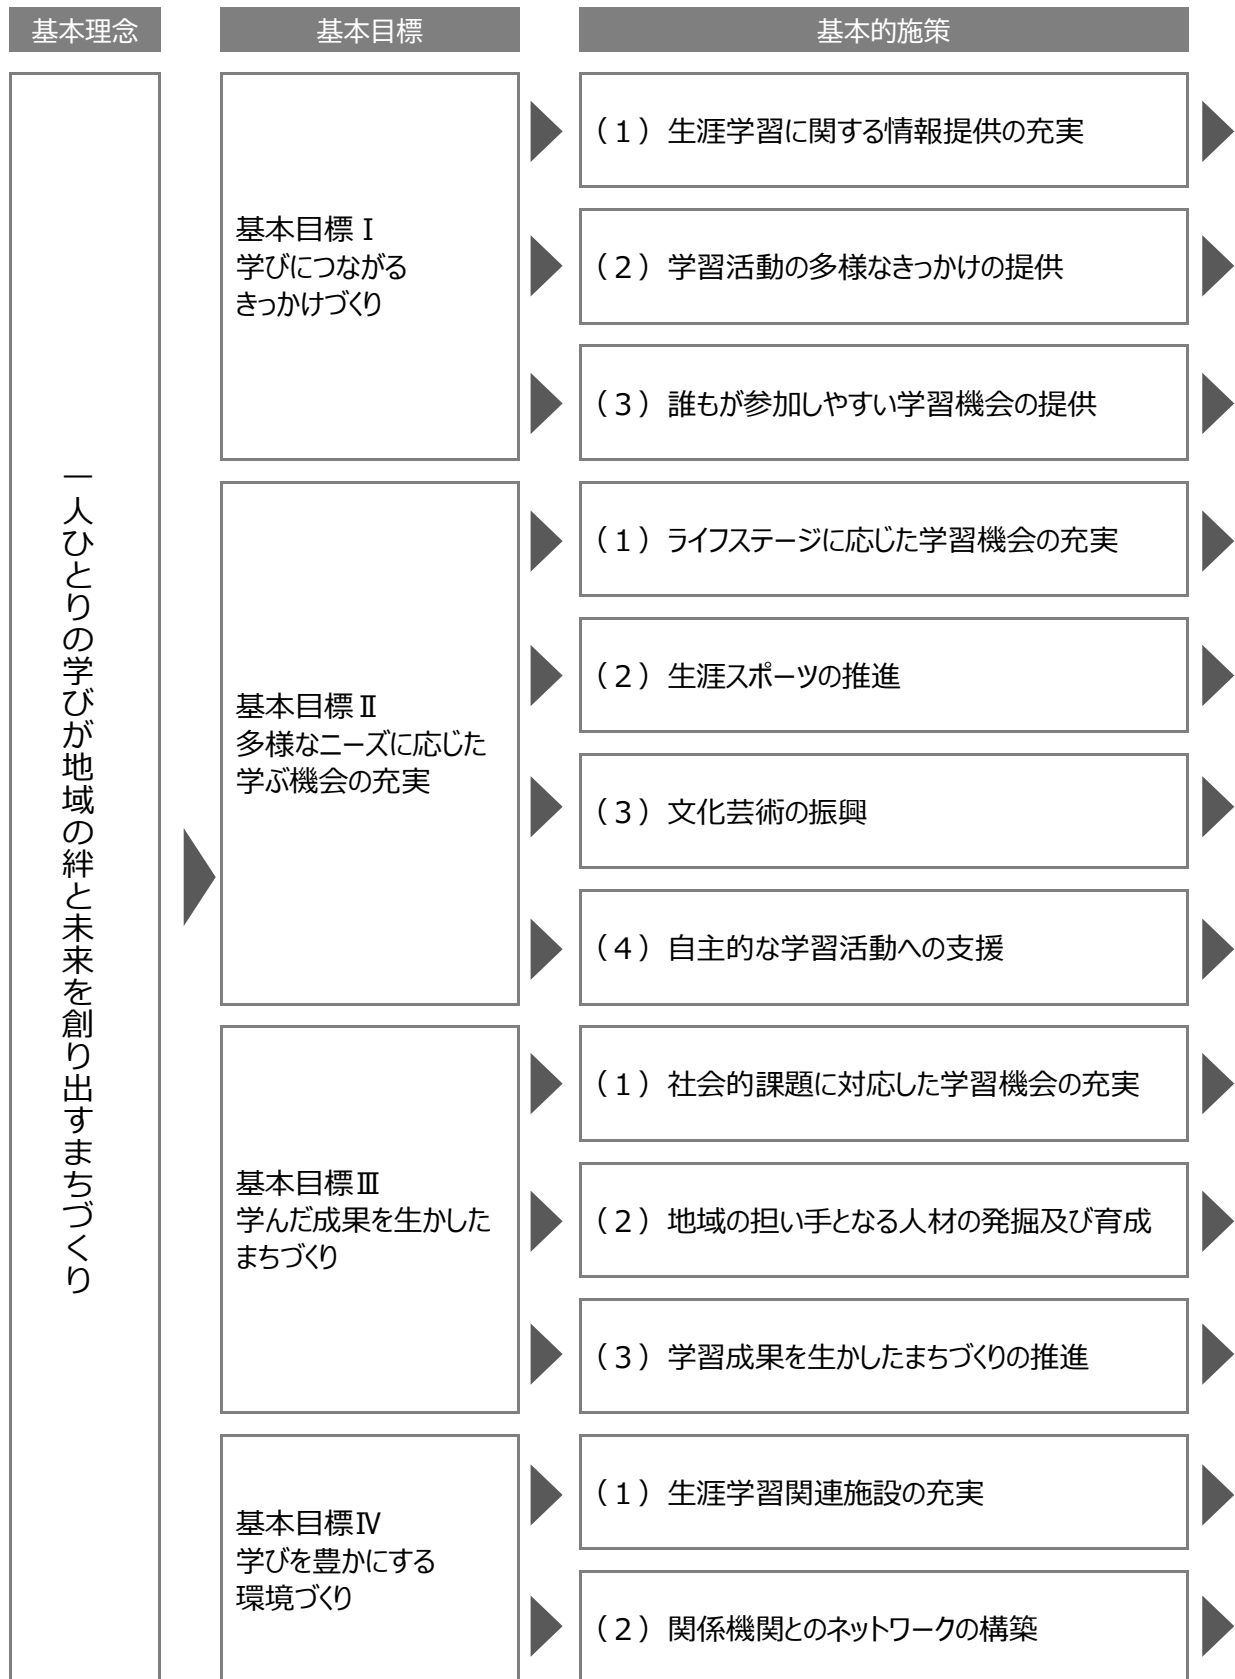 基本理念
基本目標
基本的施策
一人ひとりの学びが地域の絆と未来を創り出すまちづくり
基本目標Ⅰ
学びにつながる
きっかけづくり
（１）生涯学習に関する情報提供の充実
（２）学習活動の多様なきっかけの提供
（３）誰もが参加しやすい学習機会の提供
基本目標Ⅱ
多様なニーズに応じた
学ぶ機会の充実
（１）ライフステージに応じた学習機会の充実
（２）生涯スポーツの推進
（３）文化芸術の振興
（４）自主的な学習活動への支援
基本目標Ⅲ
学んだ成果を生かした
まちづくり
（１）社会的課題に対応した学習機会の充実
（２）地域の担い手となる人材の発掘及び育成
（３）学習成果を生かしたまちづくりの推進
基本目標Ⅳ
学びを豊かにする
環境づくり
（１）生涯学習関連施設の充実
（２）関係機関とのネットワークの構築